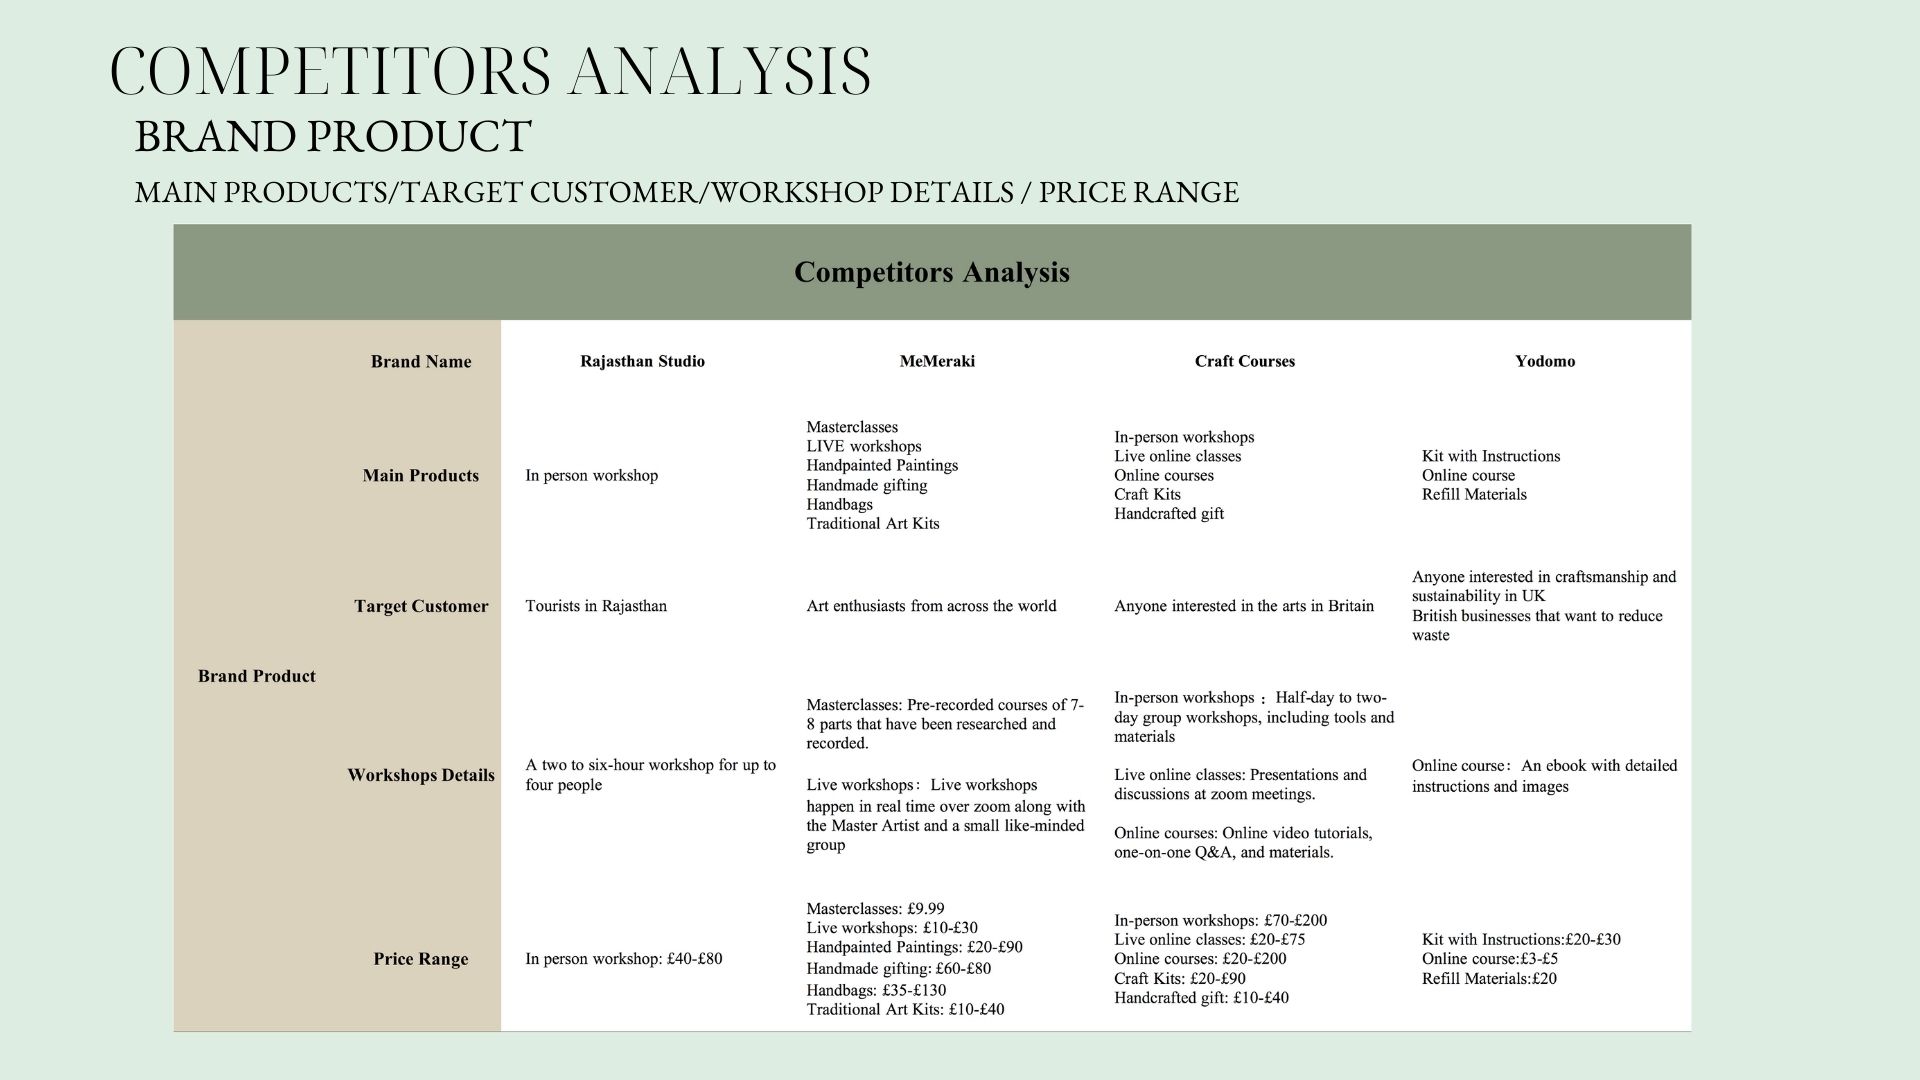 COMPETITORS ANALYSIS
BRAND PRODUCT
MAIN PRODUCTS/TARGET CUSTOMER/WORKSHOP DETAILS / PRICE RANGE
Competitors Analysis
Brand Product
Brand Name
Rajasthan Studio
MeMeraki
Craft Courses
Yodomo
Main Products
In person workshop
Masterclasses
LIVE workshops
Handpainted Paintings
Handmade gifting
Handbags
Traditional Art Kits
In-person workshops
Live online classes
Online courses
Craft Kits
Handcrafted gift
Kit with Instructions
Online course
Refill Materials
Target Customer
Tourists in Rajasthan
Art enthusiasts from across the world
Anyone interested in the arts in Britain
Anyone interested in craftsmanship and
sustainability in UK
British businesses that want to reduce
waste
Workshops Details
A two to six-hour workshop for up to
four people
Masterclasses: Pre-recorded courses of 7-
8 parts that have been researched and
recorded.
Live workshops：Live workshops
happen in real time over zoom along with
the Master Artist and a small like-minded
group
In-person workshops ：Half-day to two-
day group workshops, including tools and
materials
Live online classes: Presentations and
discussions at zoom meetings.
Online courses: Online video tutorials,
one-on-one Q&A, and materials.
Online course：An ebook with detailed
instructions and images
Price Range
In person workshop: £40-£80
Masterclasses: £9.99
Live workshops: £10-£30
Handpainted Paintings: £20-£90
Handmade gifting: £60-£80
Handbags: £35-£130
Traditional Art Kits: £10-£40
In-person workshops: £70-£200
Live online classes: £20-£75
Online courses: £20-£200
Craft Kits: £20-£90
Handcrafted gift: £10-£40
Kit with Instructions:£20-£30
Online course:£3-£5
Refill Materials:£20